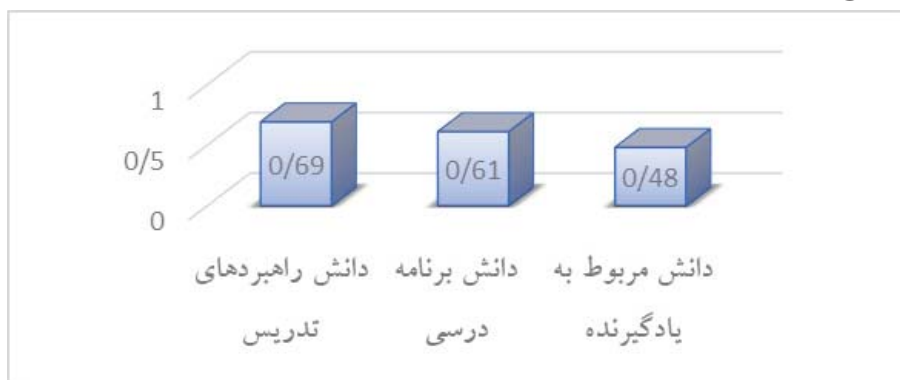 1
0/5
0
0/69
0/61
0/48
دانش راهبردهای
تدریس
دانش برنامه
درسی
دانش مربوط به
یادگیرنده